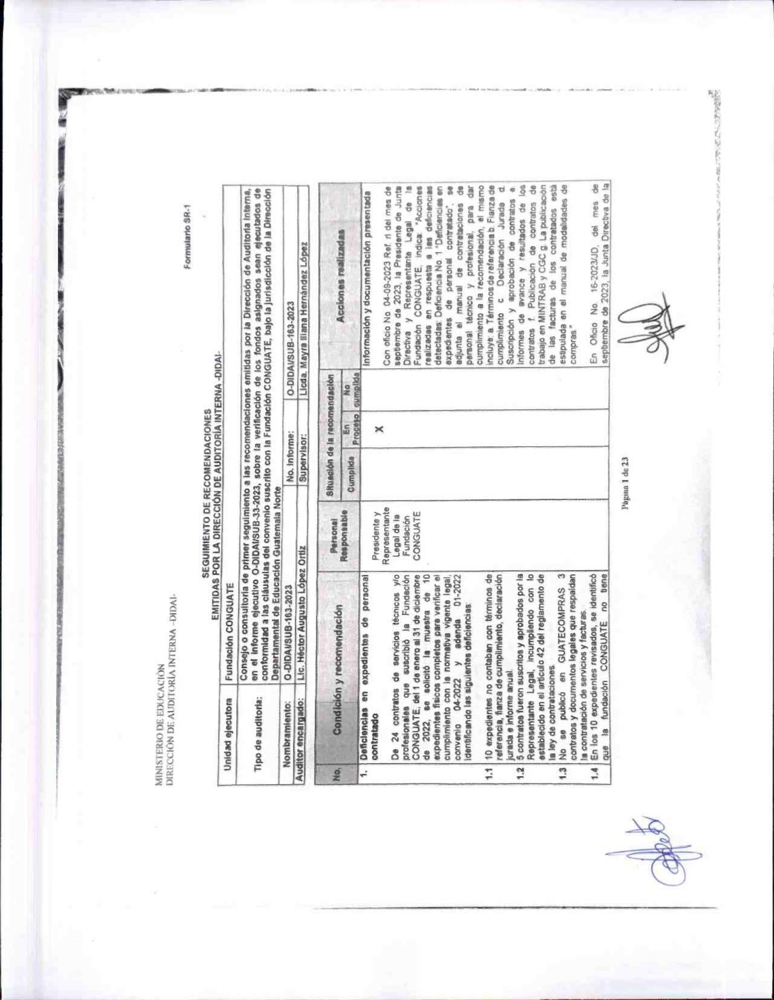 MINISTERIO DE EDUCACIÓN
DIRECCIÓN DE AUDITORÍA INTERNA –DIDAI-
Formulario SR-1
SEGUIMIENTO DE RECOMENDACIONES
EMITIDAS POR LA DIRECCIÓN DE AUDITORÍA INTERNA -DIDAI-
Unidad ejecutora
Fundación CONGUATE
Tipo de auditoria:
Consejo o consultoria de primer seguimiento a las recomendaciones emitidas por la Dirección de Auditoría Interna,
en el informe ejecutivo O-DIDAI/SUB-33-2023, sobre la verificación de los fondos asignados sean ejecutados de
conformidad a las cláusulas del convenio suscrito con la Fundación CONGUATE, bajo la jurisdicción de la Dirección
Departamental de Educación Guatemala Norte
Nombramiento:
O-DIDAI/SUB-163-2023
No. Informe:
O-DIDAI/SUB-163-2023
Auditor encargado:
Lic. Héctor Augusto López Ortiz
Supervisor:
Licda. Mayra Iliana Hernández López
No.
Condición y recomendación
Personal
Responsable
Situación de la recomendación
Cumplida
En
Proceso
No
cumplida
Acciones realizadas
1.
Deficiencias en expedientes de personal
contratado
De 24 contratos de servicios técnicos y/o
profesionales que suscribió la Fundación
CONGUATE, del 1 de enero al 31 de diciembre
de 2022, se solicitó la muestra de 10
expedientes físicos completos para verificar el
cumplimiento con la normativa vigente legal,
convenio 04-2022 y adenda 01-2022
identificando las siguientes deficiencias:
1.1 10 expedientes no contaban con términos de
referencia, fianza de cumplimiento, declaración
jurada e informe anual.
1.2 5 contratos fueron suscritos y aprobados por la
Representante Legal, incumpliendo con lo
establecido en el artículo 42 del reglamento de
la ley de contrataciones.
1.3 No se publicó en GUATECOMPRAS 3
contratos y documentos legales que respaldan
la contratación de servicios y facturas.
1.4 En los 10 expedientes revisados, se identificó
que la fundación CONGUATE no tiene
Presidente y
Representante
Legal de la
Fundación
CONGUATE
X
Información y documentación presentada
Con oficio No 04-09-2023 Ref. ri del mes de
septiembre de 2023, la Presidente de Junta
Directiva y Representante Legal de la
Fundación CONGUATE, indica: "Acciones
realizadas en respuesta a las deficiencias
detectadas: Deficiencia No. 1 "Deficiencias en
expedientes de personal contratado", se
adjunta el manual de contrataciones de
personal técnico y profesional, para dar
cumplimiento a la recomendación, el mismo
incluye: a. Términos de referencia b. Fianza de
cumplimiento c. Declaración Jurada d.
Suscripción y aprobación de contratos e.
Informes de avance y resultados de los
contratos f. Publicación de contratos de
trabajo en MINTRAB y CGC g. La publicación
de las facturas de los contratados está
estipulada en el manual de modalidades de
compras."
En Oficio No. 16-2023/JD, del mes de
septiembre de 2023, la Junta Directiva de la
Página 1 de 23